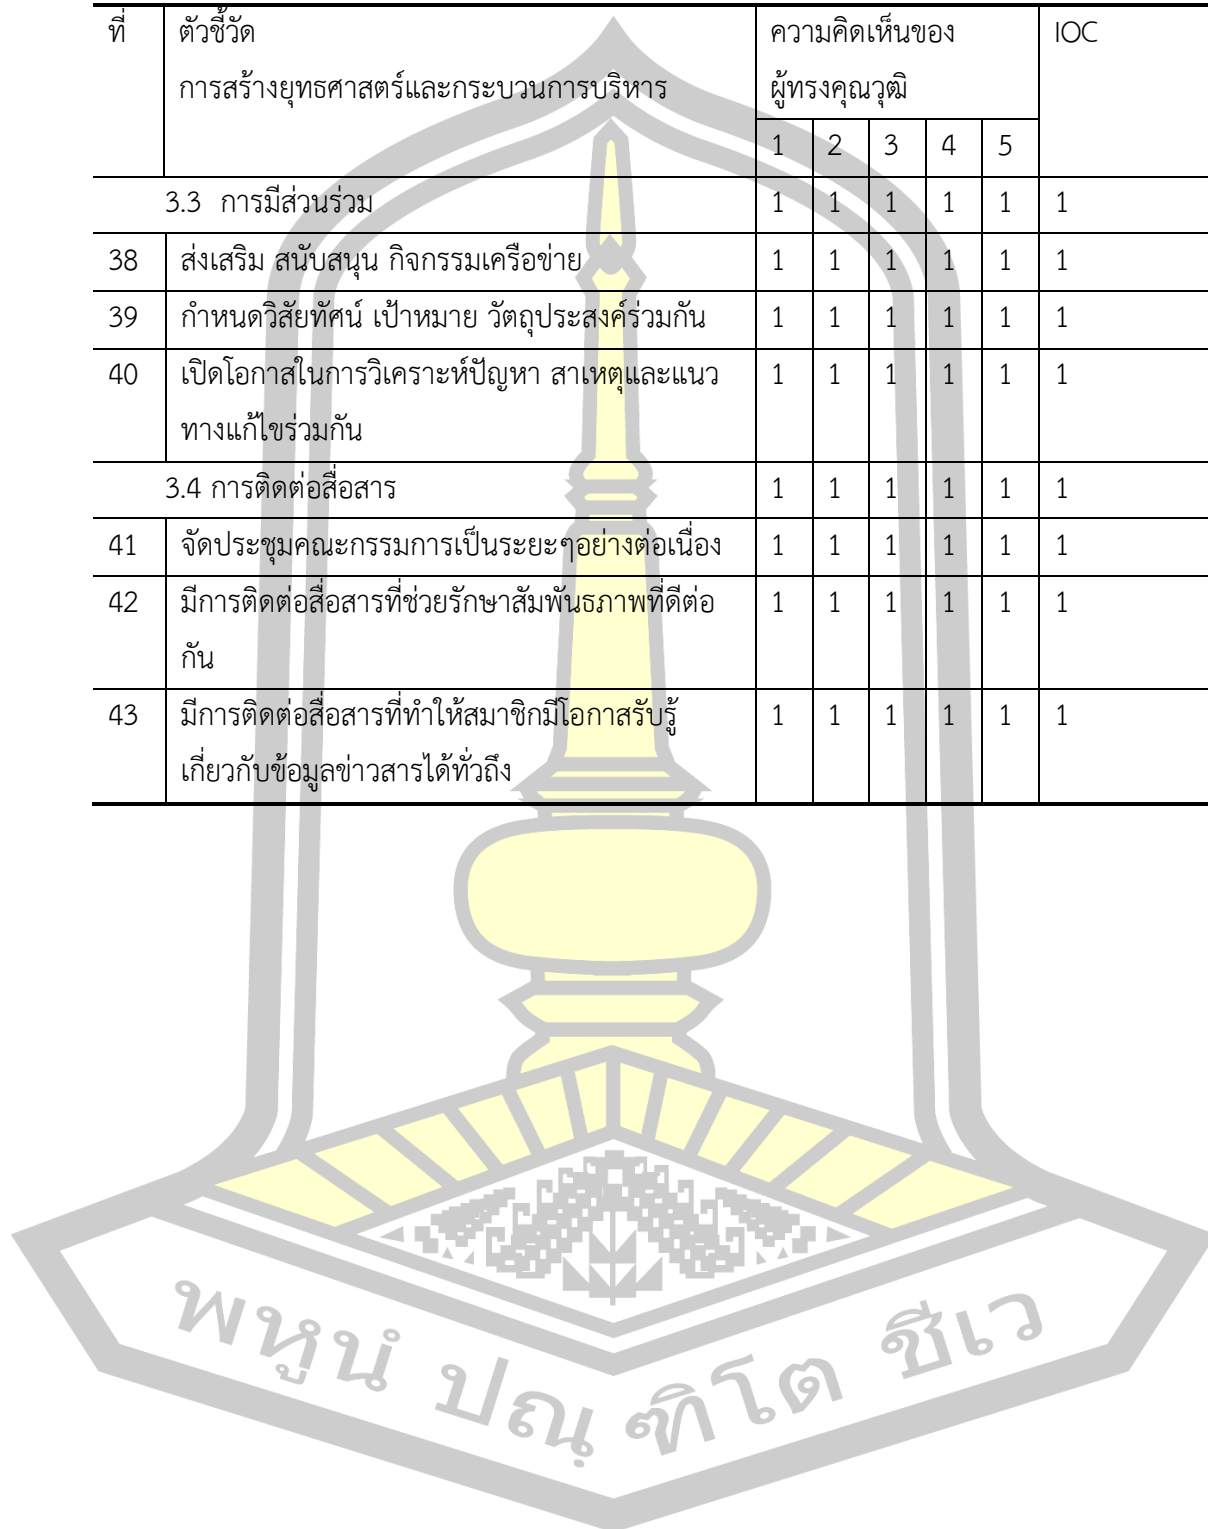 ที่ ตัวชี้วัด ความคิดเห็นของ IOC
การสร้างยุทธศาสตร์และกระบวนการบริหาร ผู้ทรงคุณวุฒิ
1 2 3 4 5
3.3 การมีส่วนร่วม 1 1 1 1 1 1
38 ส่งเสริม สนับสนุน กิจกรรมเครือข่าย 1 1 1 1 1 1
39 กำหนดวิสัยทัศน์ เป้าหมาย วัตถุประสงค์ร่วมกัน 1 1 1 1 1 1
40 เปิดโอกาสในการวิเคราะห์ปัญหา สาเหตุและแนว 1 1 1 1 1 1
ทางแก้ไขร่วมกัน
3.4 การติดต่อสื่อสาร 1 1 1 1 1 1
41 จัดประชุมคณะกรรมการเป็นระยะๆอย่างต่อเนื่อง 1 1 1 1 1 1
42 มีการติดต่อสื่อสารที่ช่วยรักษาสัมพันธภาพที่ดีต่อ 1 1 1 1 1 1
กัน
43 มีการติดต่อสื่อสารที่ทำให้สมาชิกมีโอกาสรับรู้ 1 1 1 1 1 1
เกี่ยวกับข้อมูลข่าวสารได้ทั่วถึง
พหูนํ ปณฺฑิโต ชีเว